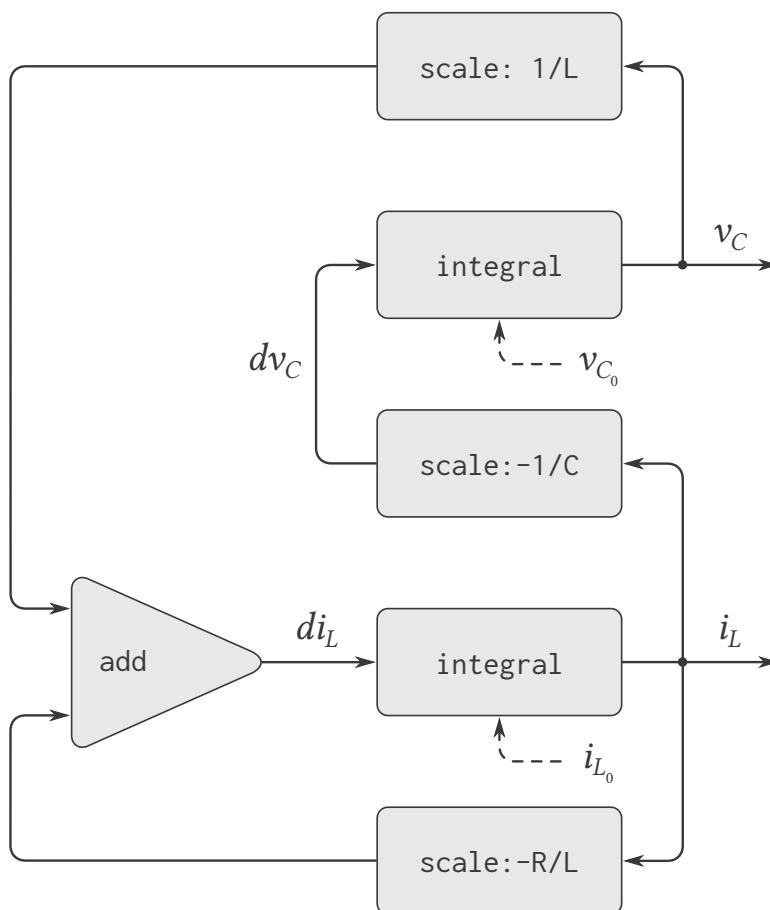 scale: 1/L
v_C
integral
dv_C
v_C₀
scale:-1/C
add
di_L
integral
i_L
i_L₀
scale:-R/L